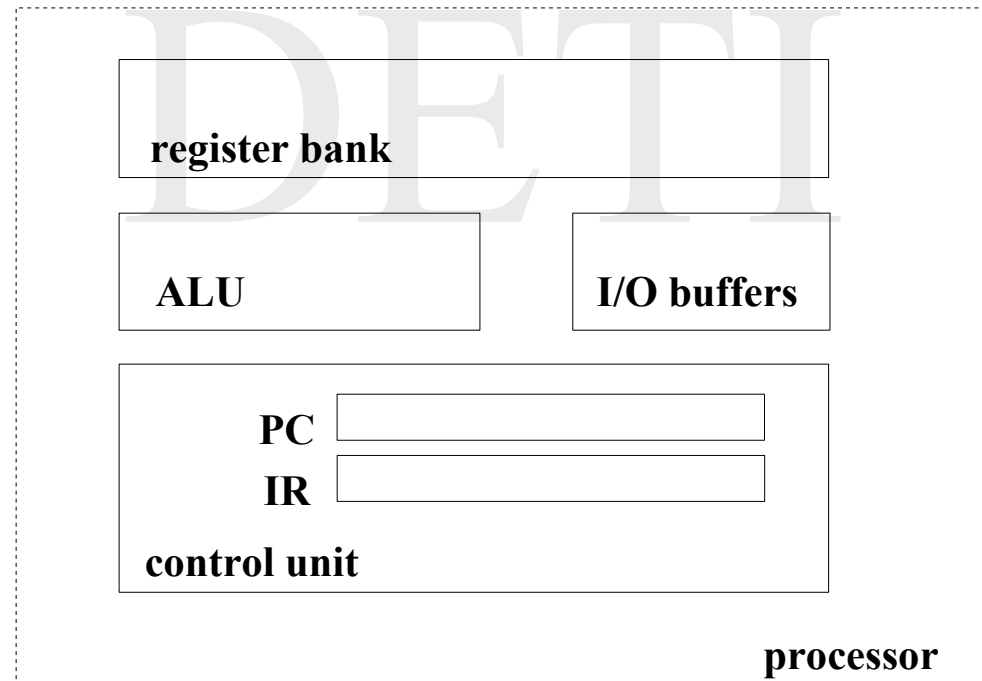 DETI
register bank
ALU
I/O buffers
PC
IR
control unit
processor